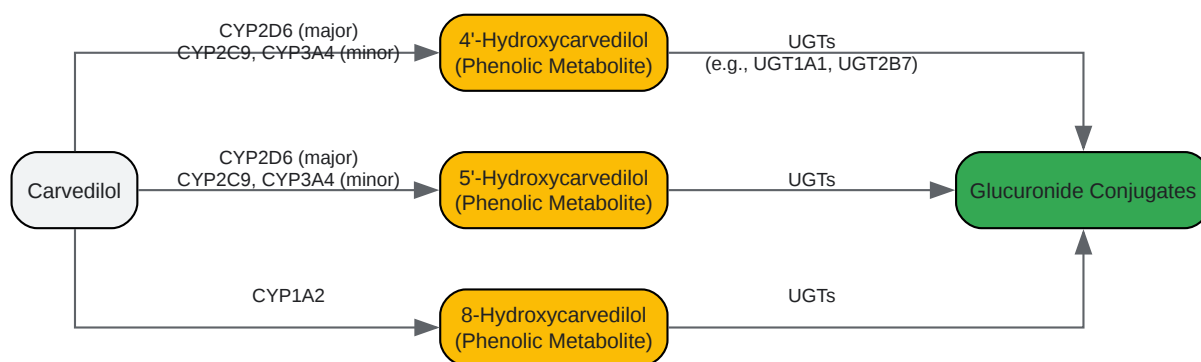 CYP2D6 (major)
CYP2C9, CYP3A4 (minor)
4'-Hydroxycarvedilol
(Phenolic Metabolite)
UGTs
(e.g., UGT1A1, UGT2B7)
Carvedilol
CYP2D6 (major)
CYP2C9, CYP3A4 (minor)
5'-Hydroxycarvedilol
(Phenolic Metabolite)
UGTs
Glucuronide Conjugates
CYP1A2
8-Hydroxycarvedilol
(Phenolic Metabolite)
UGTs